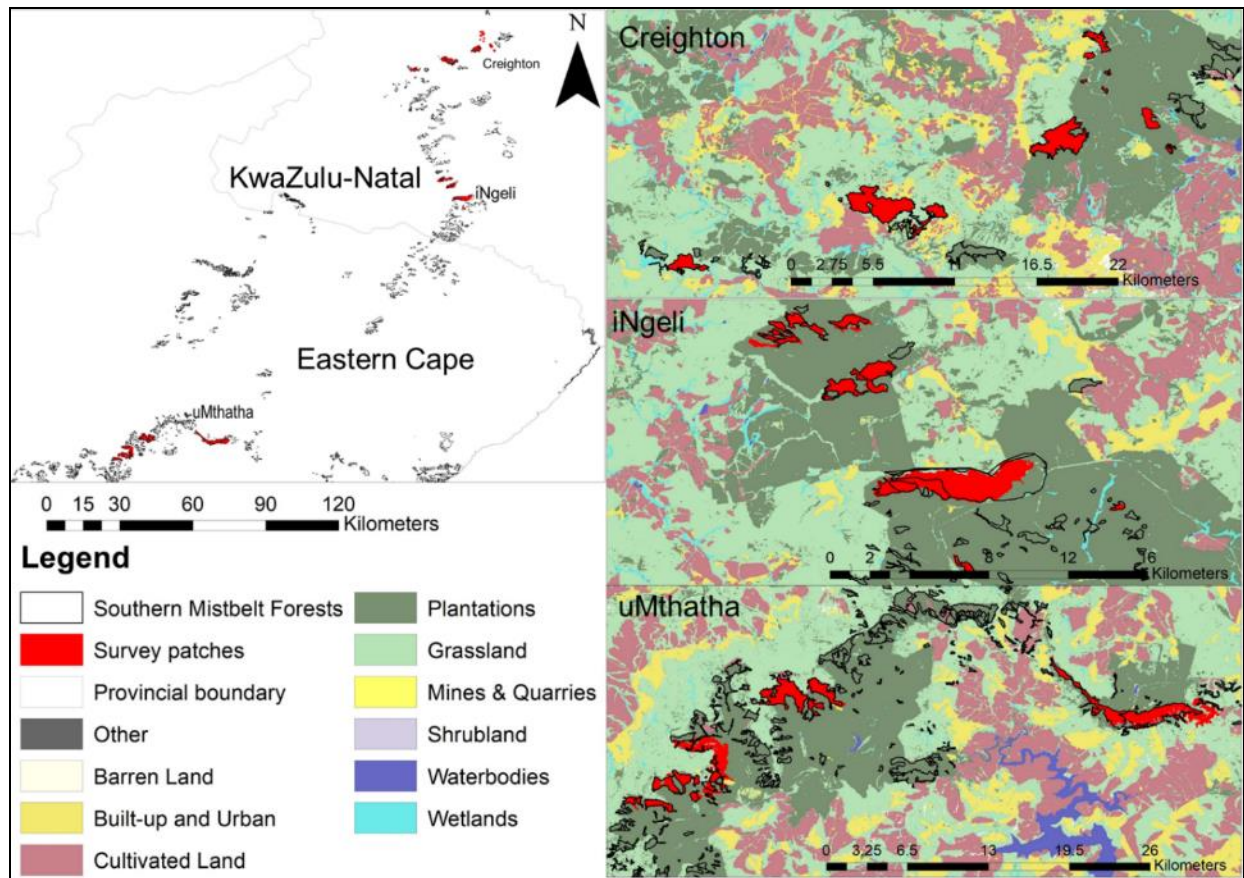 N
Creighton
KwaZulu-Natal
iNgeli
Eastern Cape
uMthatha
0 15 30 60 90 120
Kilometers
Legend
Southern Mistbelt Forests
Survey patches
Provincial boundary
Other
Barren Land
Built-up and Urban
Cultivated Land
Plantations
Grassland
Mines & Quarries
Shrubland
Waterbodies
Wetlands
Creighton
0 2.75 5.5 11 16.5 22
Kilometers
iNgeli
0 2 4 8 12 16
Kilometers
uMthatha
0 3.25 6.5 13 19.5 26
Kilometers